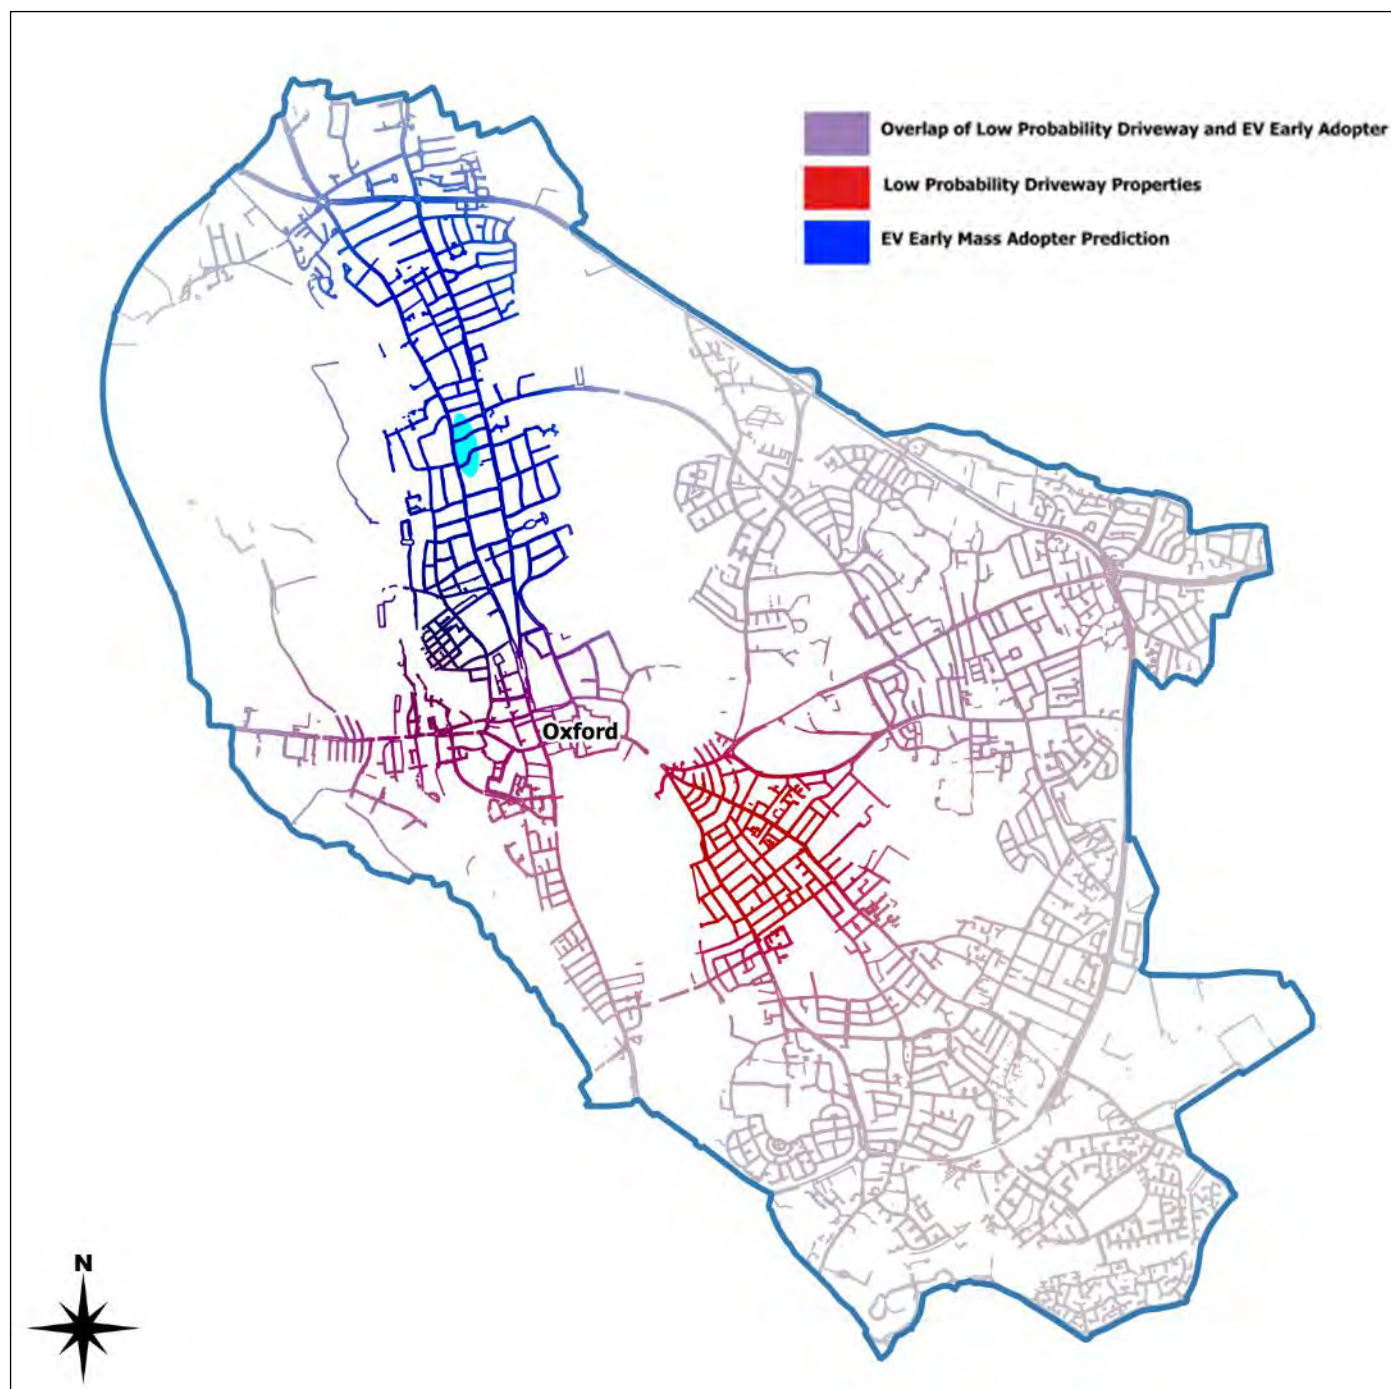 Overlap of Low Probability Driveway and EV Early Adopter
Low Probability Driveway Properties
EV Early Mass Adopter Prediction
Oxford
N